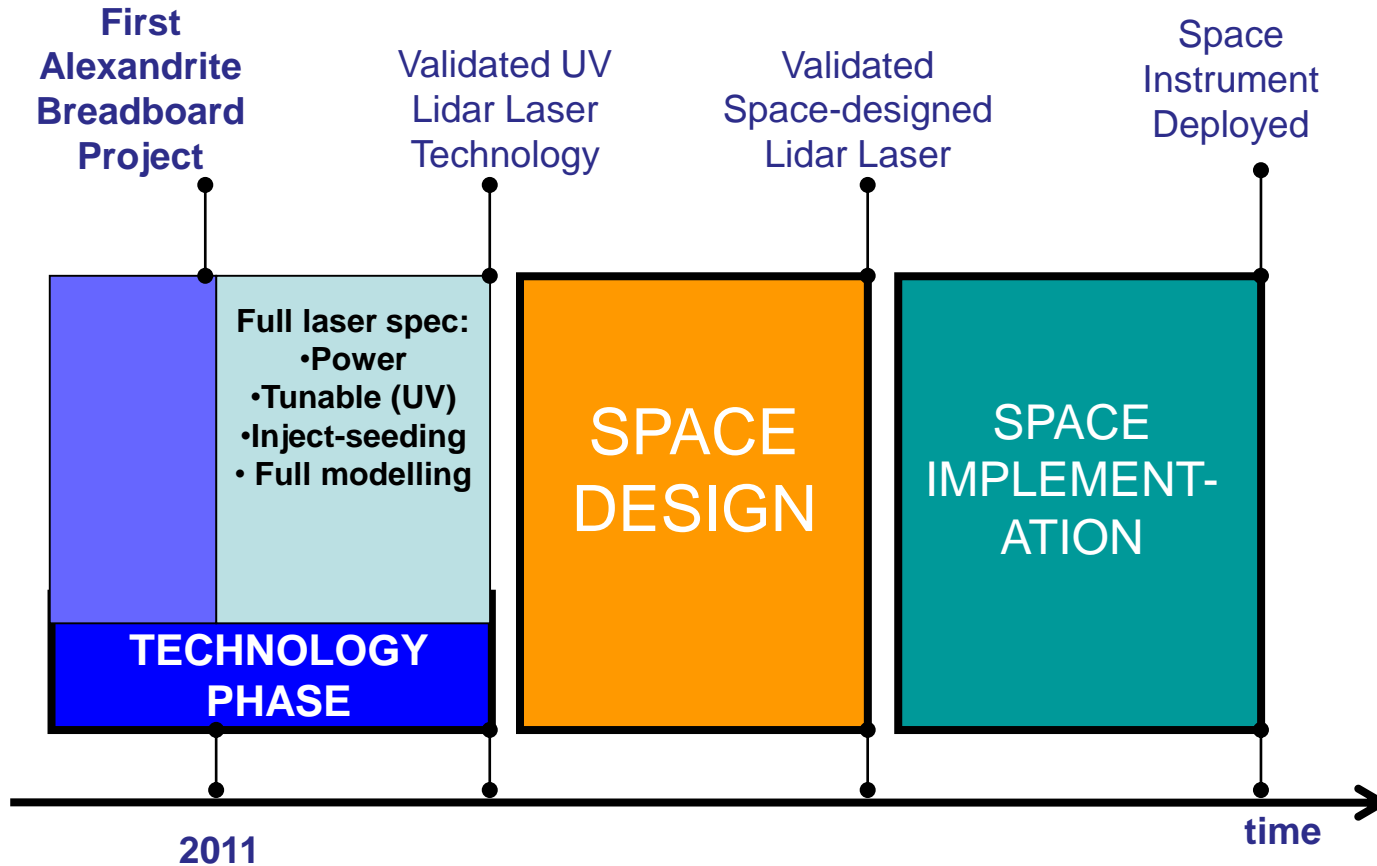 First
Alexandrite
Breadboard
Project
Validated UV
Lidar Laser
Technology
Validated
Space-designed
Lidar Laser
Space
Instrument
Deployed
Full laser spec:
•Power
•Tunable (UV)
•Inject-seeding
• Full modelling
TECHNOLOGY
PHASE
SPACE
DESIGN
SPACE
IMPLEMENT-
ATION
2011
time